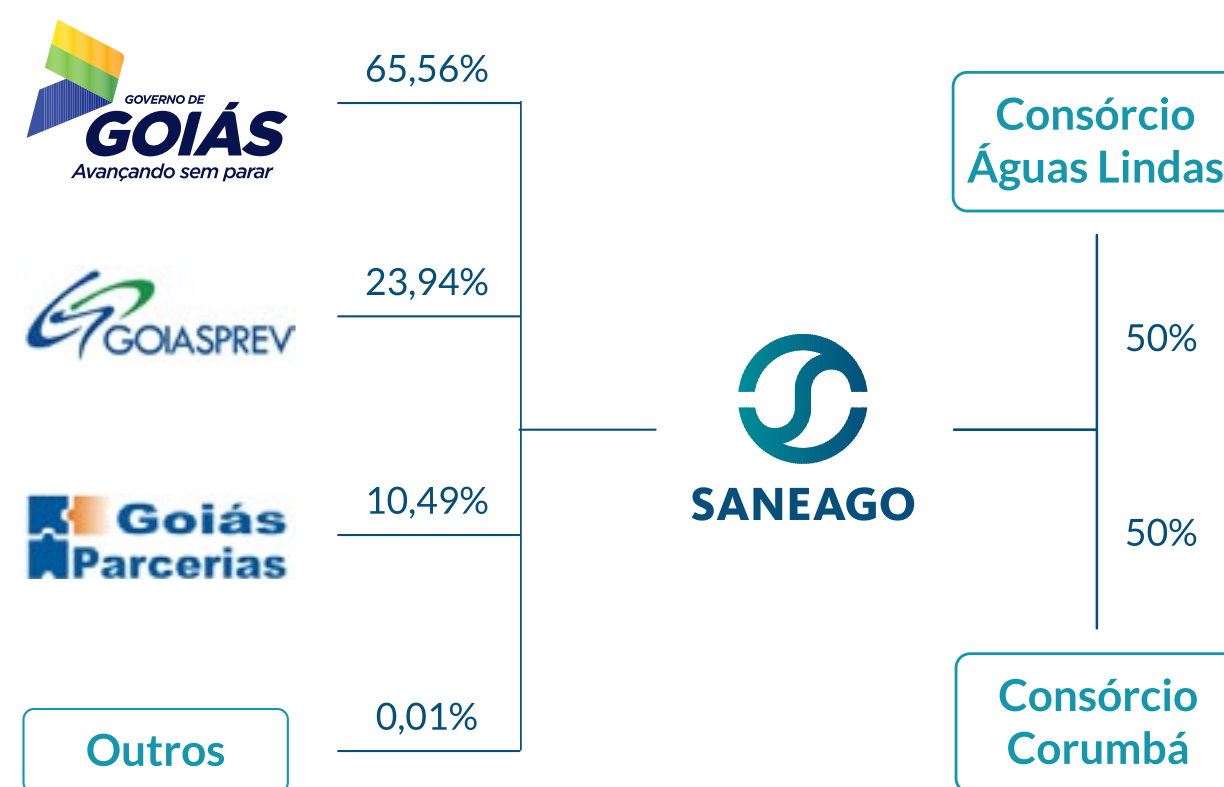 GOVERNO DE
GOIÁS
Avançando sem parar
65,56%
GOIASPREV
23,94%
Goiás
Parcerias
10,49%
Outros
0,01%
SANEAGO
Consórcio
Águas Lindas
50%
50%
Consórcio
Corumbá